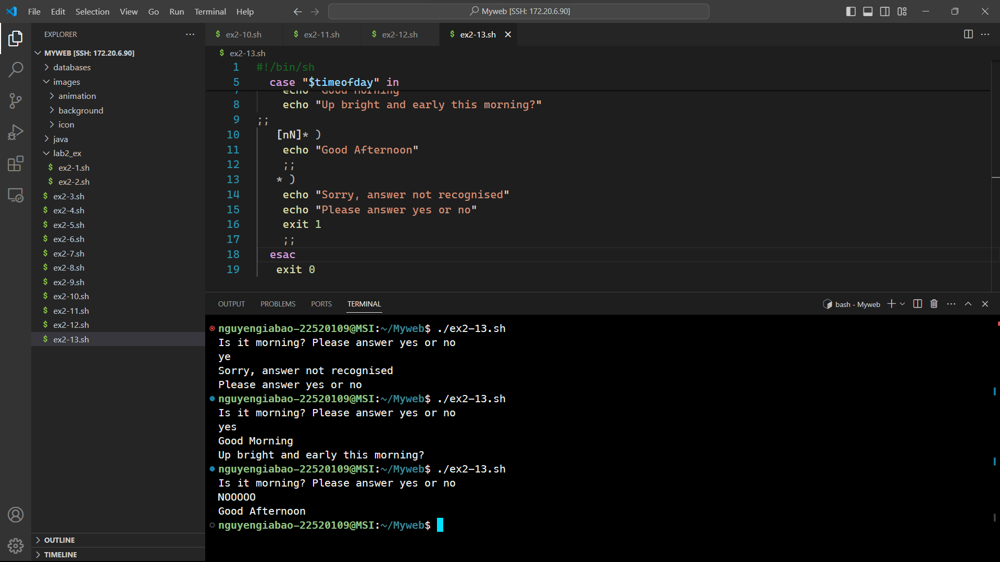 File Edit Selection View Go Run Terminal Help
Myweb [SSH: 172.20.6.90]
EXPLORER
MYWEB [SSH: 172.20.6.90]
databases
images
animation
background
icon
java
lab2_ex
$ ex2-1.sh
$ ex2-2.sh
$ ex2-3.sh
$ ex2-4.sh
$ ex2-5.sh
$ ex2-6.sh
$ ex2-7.sh
$ ex2-8.sh
$ ex2-9.sh
$ ex2-10.sh
$ ex2-11.sh
$ ex2-12.sh
$ ex2-13.sh
OUTLINE
TIMELINE
$ ex2-10.sh $ ex2-11.sh $ ex2-12.sh $ ex2-13.sh
$ ex2-13.sh
1 #!/bin/sh
5 case "$timeofday" in
7 echo "Good Morning"
8 echo "Up bright and early this morning?"
9 ;;
10 [nN]* )
11 echo "Good Afternoon"
12 ;;
13 * )
14 echo "Sorry, answer not recognised"
15 echo "Please answer yes or no"
16 exit 1
17 ;;
18 esac
19 exit 0
OUTPUT PROBLEMS PORTS TERMINAL
bash - Myweb
nguyengiabao-22520109@MSI:~/Myweb$ ./ex2-13.sh
Is it morning? Please answer yes or no
ye
Sorry, answer not recognised
Please answer yes or no
nguyengiabao-22520109@MSI:~/Myweb$ ./ex2-13.sh
Is it morning? Please answer yes or no
yes
Good Morning
Up bright and early this morning?
nguyengiabao-22520109@MSI:~/Myweb$ ./ex2-13.sh
Is it morning? Please answer yes or no
NOOOOO
Good Afternoon
nguyengiabao-22520109@MSI:~/Myweb$